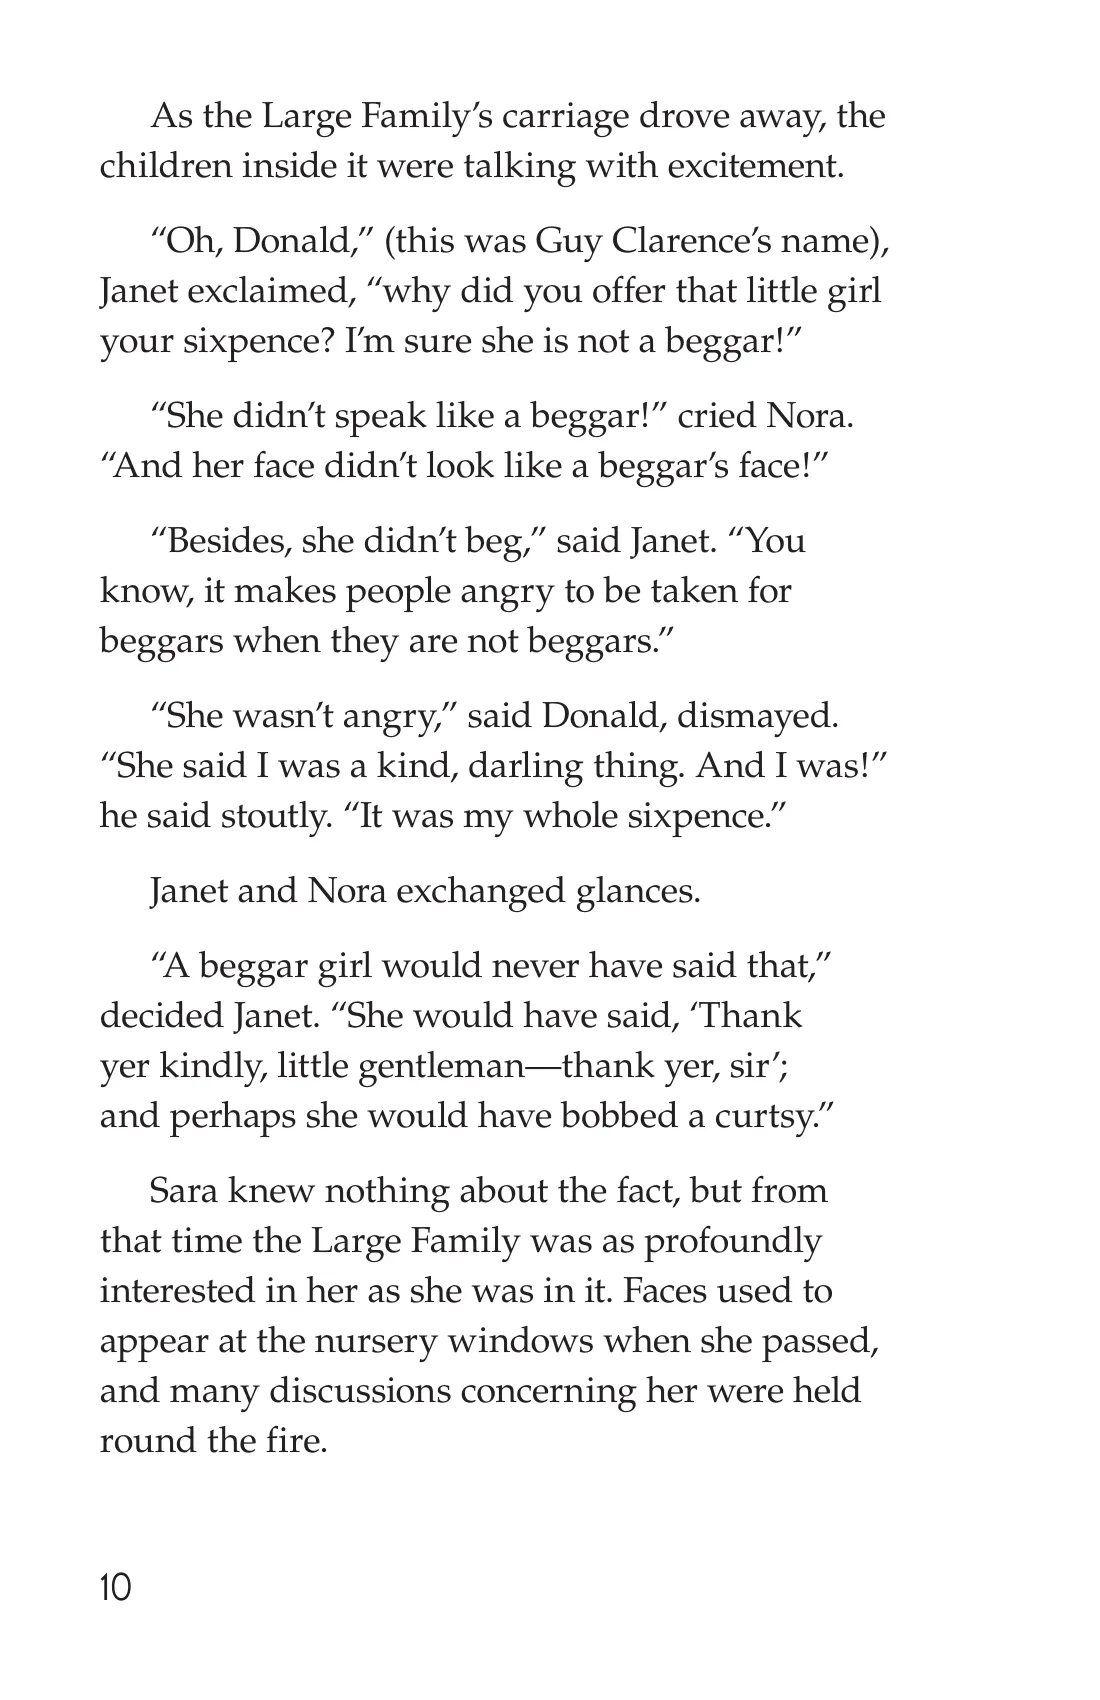 As the Large Family’s carriage drove away, the
children inside it were talking with excitement.
“Oh, Donald,” (this was Guy Clarence’s name),
Janet exclaimed, “why did you offer that little girl
your sixpence? I’m sure she is not a beggar!”
“She didn’t speak like a beggar!” cried Nora.
“And her face didn’t look like a beggar’s face!”
“Besides, she didn’t beg,” said Janet. “You
know, it makes people angry to be taken for
beggars when they are not beggars.”
“She wasn’t angry,” said Donald, dismayed.
“She said I was a kind, darling thing. And I was!”
he said stoutly. “It was my whole sixpence.”
Janet and Nora exchanged glances.
“A beggar girl would never have said that,”
decided Janet. “She would have said, ‘Thank
yer kindly, little gentleman—thank yer, sir’;
and perhaps she would have bobbed a curtsy.”
Sara knew nothing about the fact, but from
that time the Large Family was as profoundly
interested in her as she was in it. Faces used to
appear at the nursery windows when she passed,
and many discussions concerning her were held
round the fire.
10